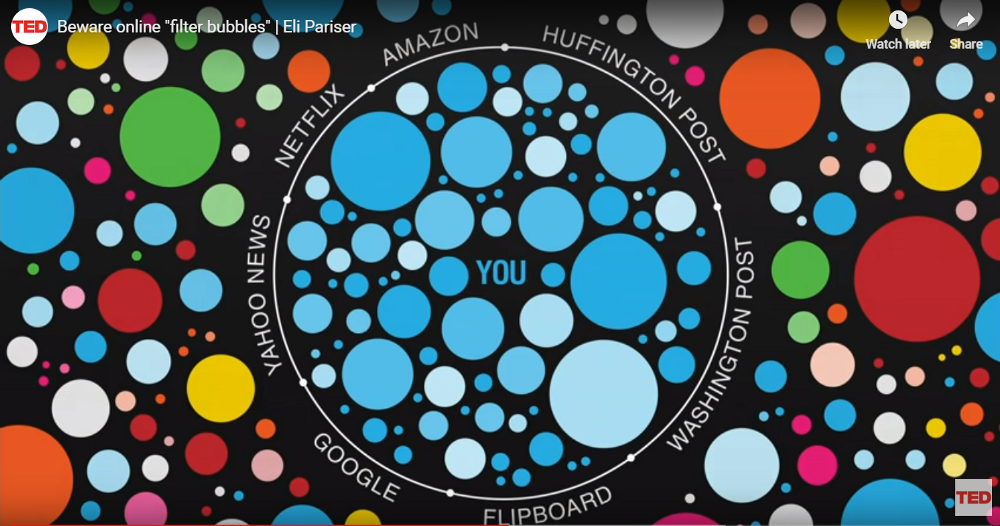 TED
Beware online "filter bubbles" | Eli Pariser
Watch later
Share
AMAZON
HUFFINGTON POST
NETFLIX
YAHOO NEWS
YOU
WASHINGTON POST
GOOGLE
FLIPBOARD
TED